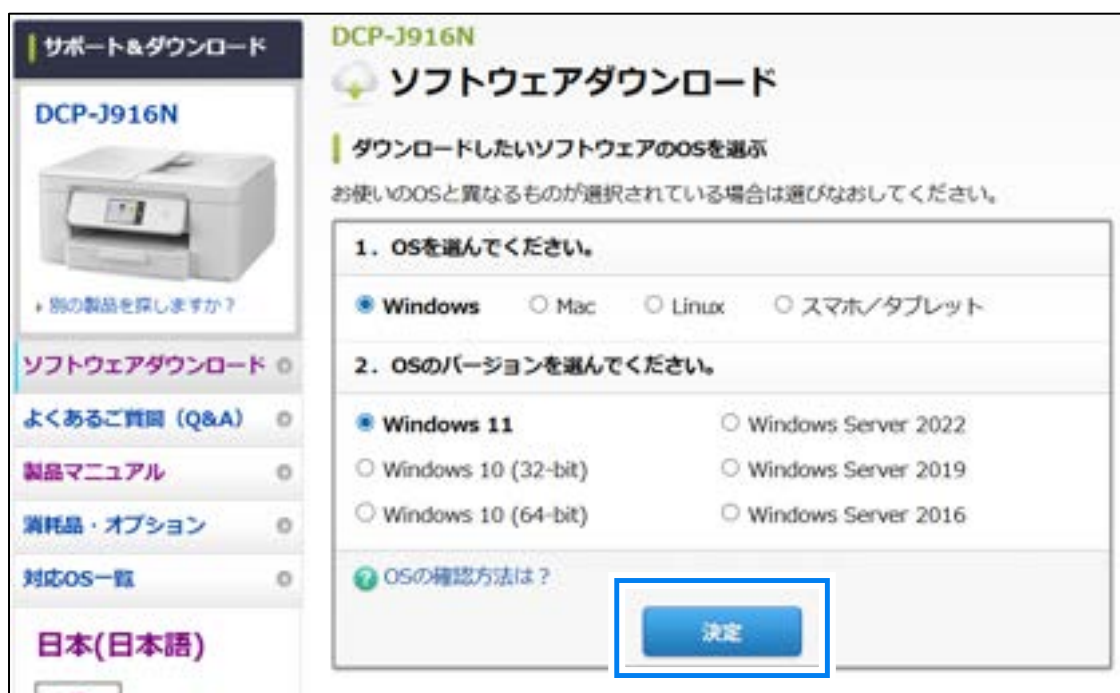 サポート&ダウンロード
DCP-J916N
別の製品を探しますか?
ソフトウェアダウンロード
よくあるご質問(Q&A)
製品マニュアル
消耗品・オプション
対応OS一覧
日本(日本語)
DCP-J916N
ソフトウェアダウンロード
ダウンロードしたいソフトウェアのOSを選ぶ
お使いのOSと異なるものが選択されている場合は選びなおしてください。
1. OSを選んでください。
Windows Mac Linux スマホ/タブレット
2. OSのバージョンを選んでください。
Windows 11 Windows Server 2022
Windows 10 (32-bit) Windows Server 2019
Windows 10 (64-bit) Windows Server 2016
OSの確認方法は?
決定